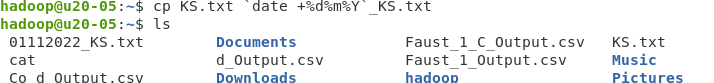 hadoop@u20-05:~$ cp KS.txt `date +%d%m%Y`_KS.txt
hadoop@u20-05:~$ ls
01112022_KS.txt Documents Faust_1_C_Output.csv KS.txt
cat d_Output.csv Faust_1_Output.csv Music
Co_d_Output.csv Downloads hadoop Pictures